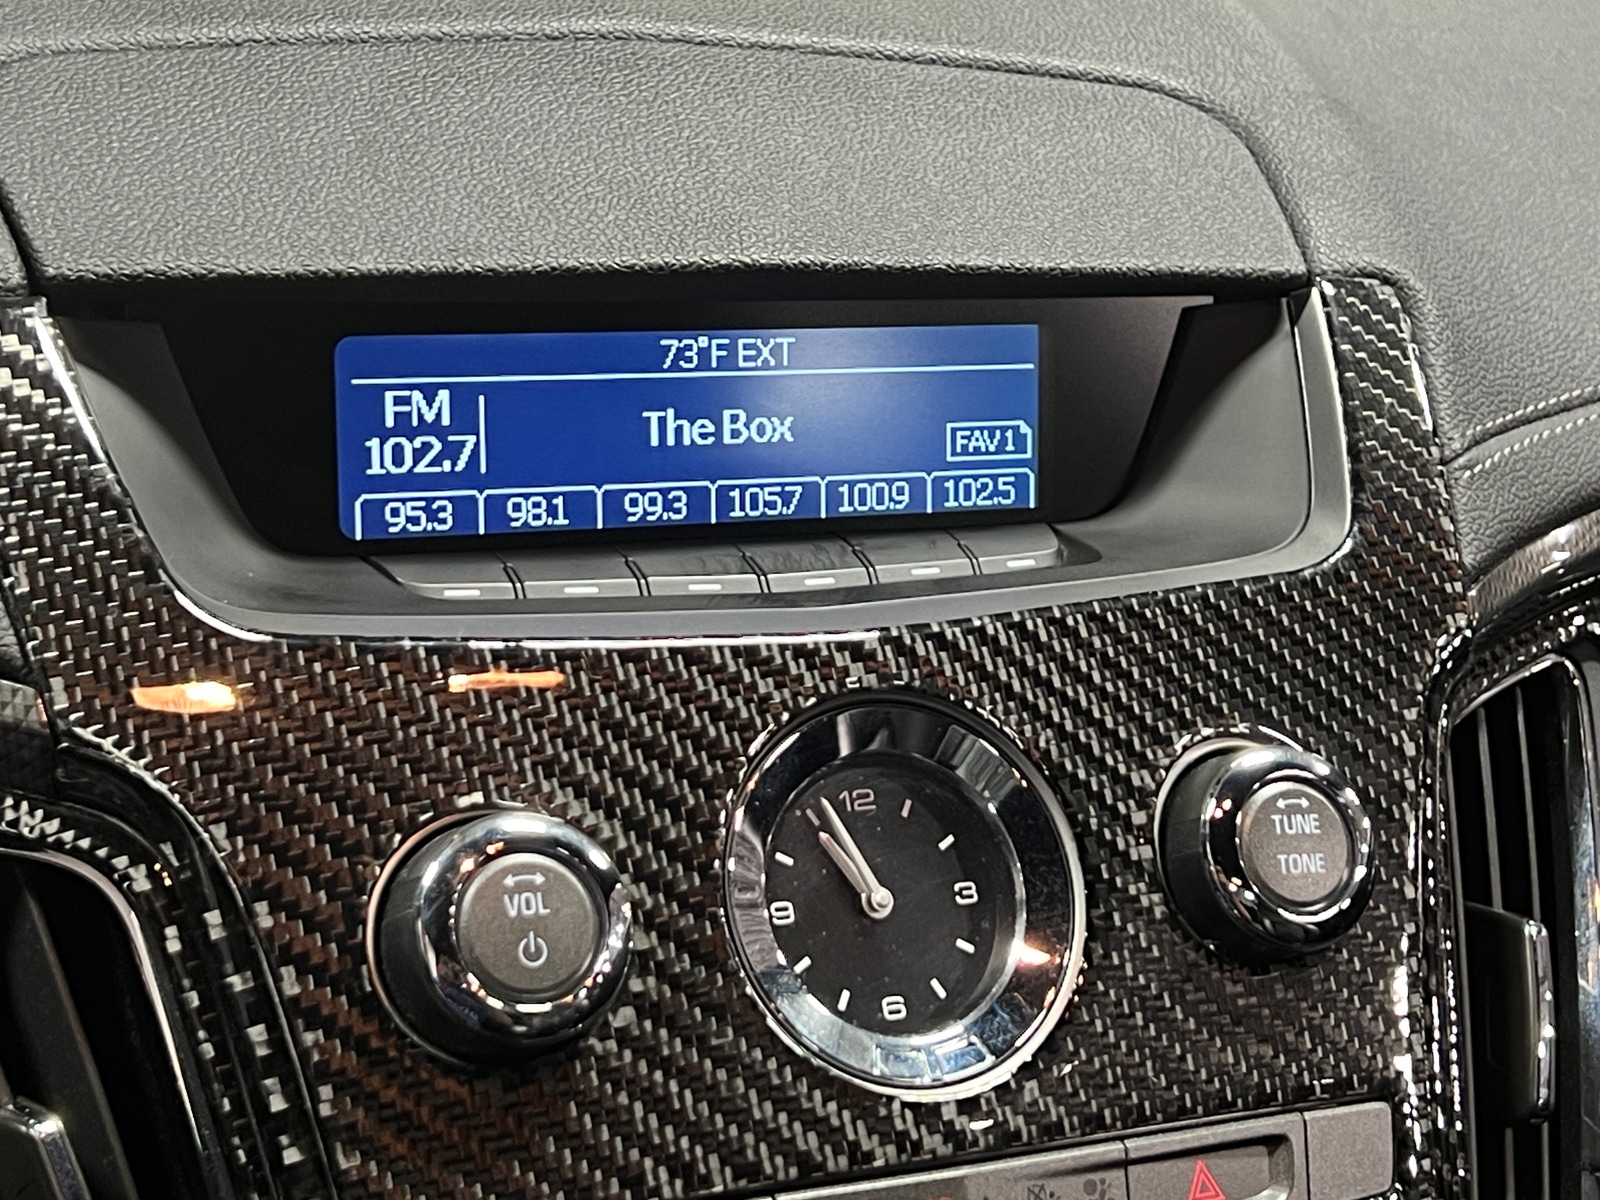 73°F EXT
FM
102.7
The Box
FAV 1
95.3 98.1 99.3 105.7 100.9 102.5
VOL
12
3
6
9
TUNE
TONE